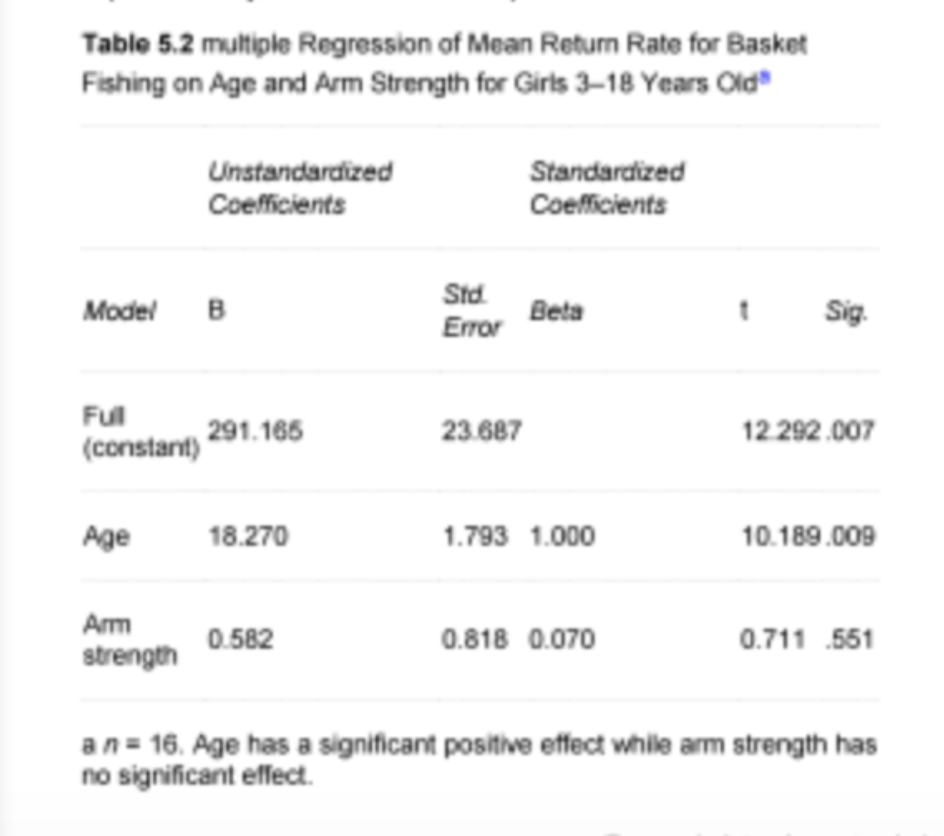 Table 5.2 multiple Regression of Mean Return Rate for Basket
Fishing on Age and Arm Strength for Girls 3–18 Years Old a
Unstandardized Standardized
Coefficients Coefficients
Model B Std. Error Beta t Sig.
Full (constant) 291.165 23.687 12.292 .007
Age 18.270 1.793 1.000 10.189 .009
Arm strength 0.582 0.818 0.070 0.711 .551
a n = 16. Age has a significant positive effect while arm strength has
no significant effect.